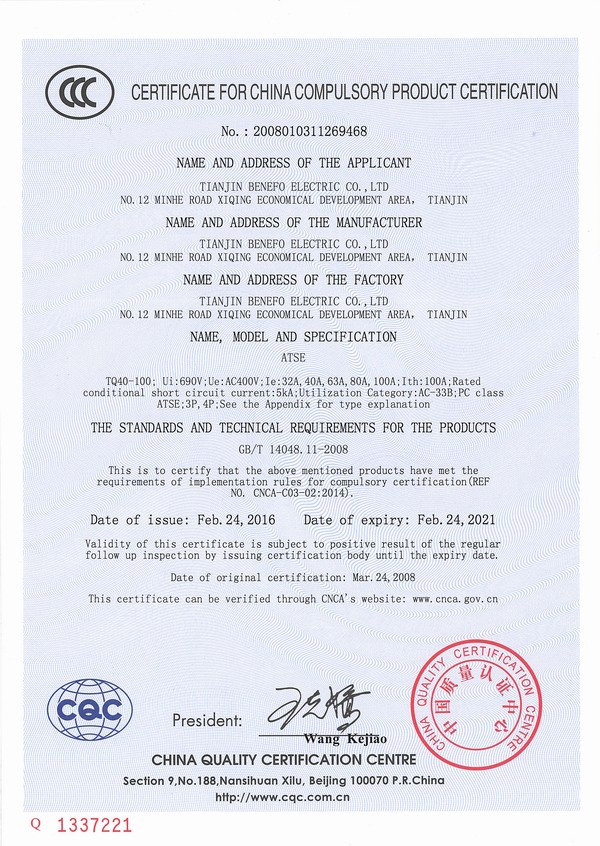 CCC
CERTIFICATE FOR CHINA COMPULSORY PRODUCT CERTIFICATION
No. : 2008010311269468
NAME AND ADDRESS OF THE APPLICANT
TIANJIN BENEFO ELECTRIC CO.,LTD
NO.12 MINHE ROAD XIQING ECONOMICAL DEVELOPMENT AREA, TIANJIN
NAME AND ADDRESS OF THE MANUFACTURER
TIANJIN BENEFO ELECTRIC CO.,LTD
NO.12 MINHE ROAD XIQING ECONOMICAL DEVELOPMENT AREA, TIANJIN
NAME AND ADDRESS OF THE FACTORY
TIANJIN BENEFO ELECTRIC CO.,LTD
NO.12 MINHE ROAD XIQING ECONOMICAL DEVELOPMENT AREA, TIANJIN
NAME, MODEL AND SPECIFICATION
ATSE
TQ40-100; Ui:690V;Ue:AC400V;Ie:32A,40A,63A,80A,100A;Ith:100A;Rated
conditional short circuit current:5kA;Utilization Category:AC-33B;PC class
ATSE;3P,4P;See the Appendix for type explanation
THE STANDARDS AND TECHNICAL REQUIREMENTS FOR THE PRODUCTS
GB/T 14048.11-2008
This is to certify that the above mentioned products have met the
requirements of implementation rules for compulsory certification(REF
NO. CNCA-C03-02:2014).
Date of issue: Feb.24,2016 Date of expiry: Feb.24,2021
Validity of this certificate is subject to positive result of the regular
follow up inspection by issuing certification body until the expiry date.
Date of original certification: Mar.24,2008
This certificate can be verified through CNCA's website: www.cnca.gov.cn
CQC
President:
王克娇
Wang Kejiao
CHINA QUALITY CERTIFICATION CENTRE
中国质量认证中心
CHINA QUALITY CERTIFICATION CENTRE
Section 9,No.188,Nansihuan Xilu, Beijing 100070 P.R.China
http://www.cqc.com.cn
Q 1337221